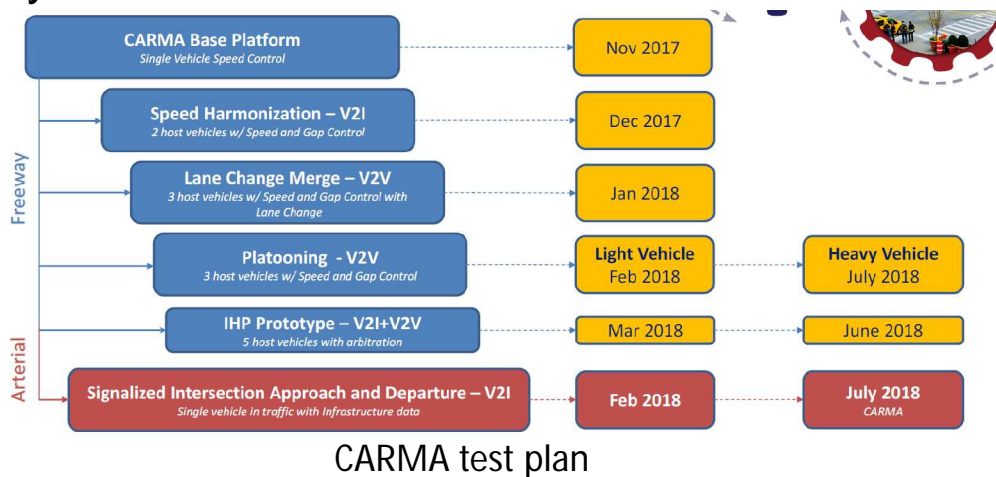 CARMA Base Platform
Single Vehicle Speed Control
Nov 2017
Speed Harmonization – V2I
2 host vehicles w/ Speed and Gap Control
Dec 2017
Freeway
Lane Change Merge – V2V
3 host vehicles w/ Speed and Gap Control with
Lane Change
Jan 2018
Platooning - V2V
3 host vehicles w/ Speed and Gap Control
Light Vehicle
Feb 2018
Heavy Vehicle
July 2018
IHP Prototype – V2I+V2V
5 host vehicles with arbitration
Mar 2018
June 2018
Arterial
Signalized Intersection Approach and Departure – V2I
Single vehicle in traffic with Infrastructure data
Feb 2018
July 2018
CARMA
CARMA test plan